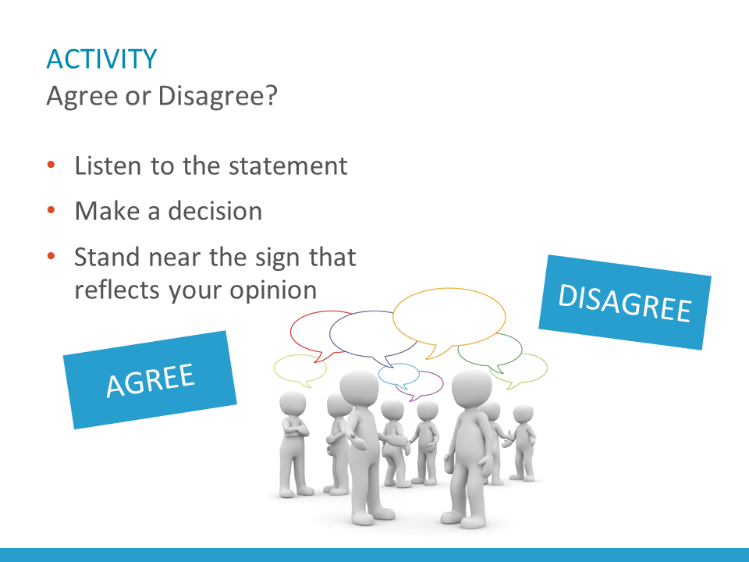 ACTIVITY
Agree or Disagree?
• Listen to the statement
• Make a decision
• Stand near the sign that
reflects your opinion
DISAGREE
AGREE